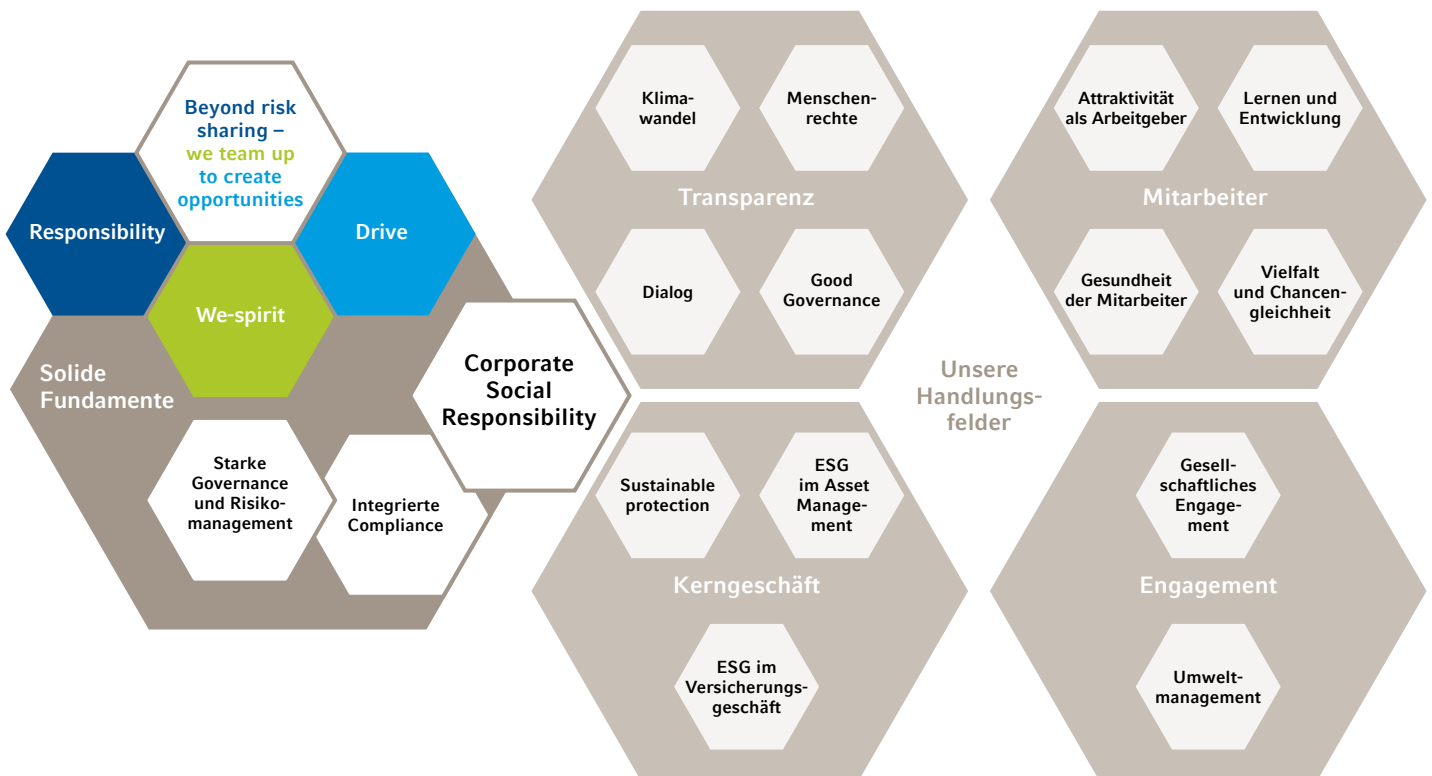 Beyond risk
sharing –
we team up
to create
opportunities
Responsibility
Drive
We-spirit
Solide
Fundamente
Starke
Governance
und Risiko-
management
Integrierte
Compliance
Corporate
Social
Responsibility
Klima-
wandel
Menschen-
rechte
Transparenz
Dialog
Good
Governance
Attraktivität
als Arbeitgeber
Lernen und
Entwicklung
Mitarbeiter
Gesundheit
der Mitarbeiter
Vielfalt
und Chancen-
gleichheit
Unsere
Handlungs-
felder
Sustainable
protection
ESG
im Asset
Manage-
ment
Kerngeschäft
ESG im
Versicherungs-
geschäft
Gesell-
schaftliches
Engage-
ment
Engagement
Umwelt-
management